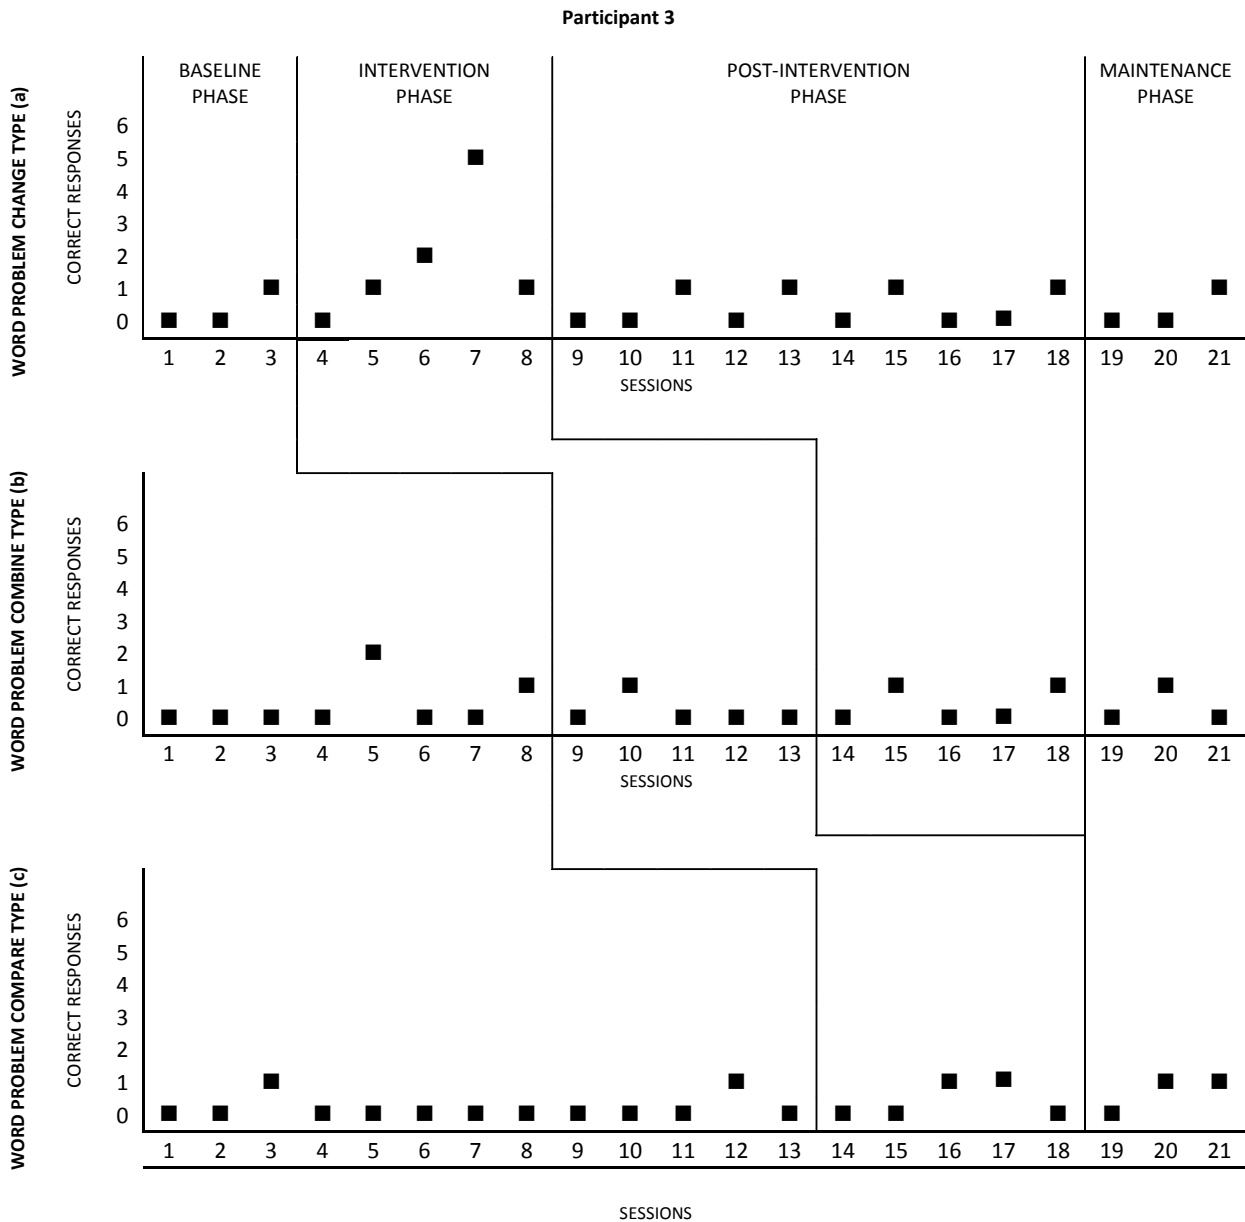 Participant 3
BASELINE PHASE
INTERVENTION PHASE
POST-INTERVENTION PHASE
MAINTENANCE PHASE
WORD PROBLEM CHANGE TYPE (a)
CORRECT RESPONSES
6
5
4
3
2
1
0
1 2 3 4 5 6 7 8 9 10 11 12 13 14 15 16 17 18 19 20 21
SESSIONS
WORD PROBLEM COMBINE TYPE (b)
CORRECT RESPONSES
6
5
4
3
2
1
0
1 2 3 4 5 6 7 8 9 10 11 12 13 14 15 16 17 18 19 20 21
SESSIONS
WORD PROBLEM COMPARE TYPE (c)
CORRECT RESPONSES
6
5
4
3
2
1
0
1 2 3 4 5 6 7 8 9 10 11 12 13 14 15 16 17 18 19 20 21
SESSIONS